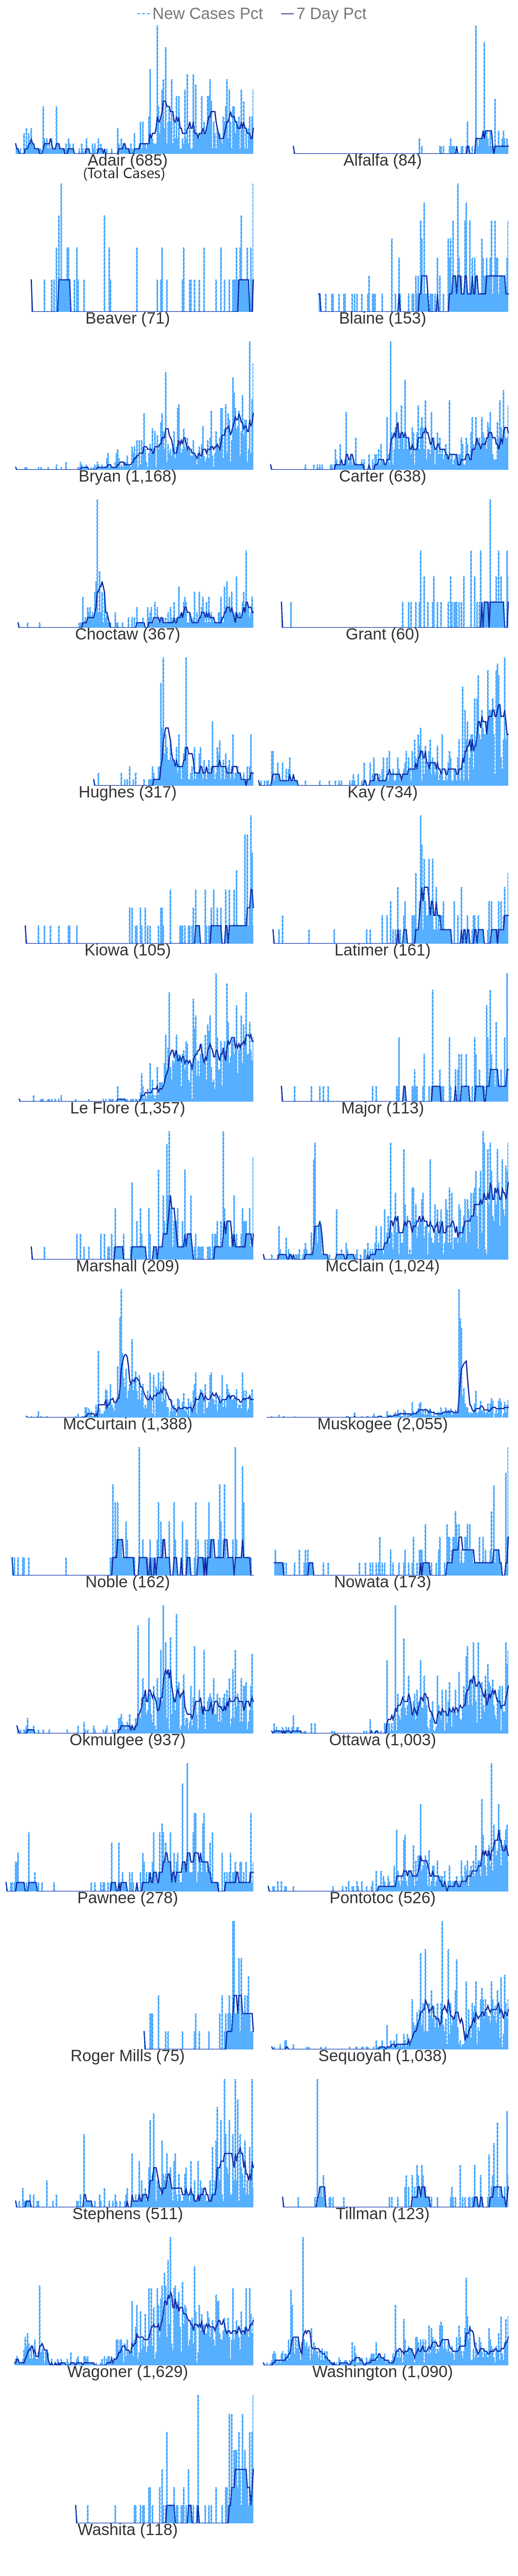 New Cases Pct 7 Day Pct
Adair (685) Alfalfa (84)
(Total Cases)
Beaver (71) Blaine (153)
Bryan (1,168) Carter (638)
Choctaw (367) Grant (60)
Hughes (317) Kay (734)
Kiowa (105) Latimer (161)
Le Flore (1,357) Major (113)
Marshall (209) McClain (1,024)
McCurtain (1,388) Muskogee (2,055)
Noble (162) Nowata (173)
Okmulgee (937) Ottawa (1,003)
Pawnee (278) Pontotoc (526)
Roger Mills (75) Sequoyah (1,038)
Stephens (511) Tillman (123)
Wagoner (1,629) Washington (1,090)
Washita (118)